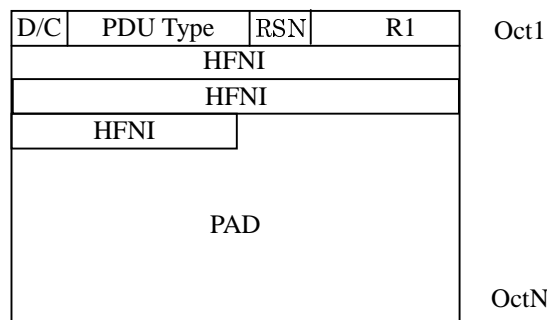 D/C PDU Type RSN R1 Oct1
HFNI
HFNI
HFNI
PAD
OctN